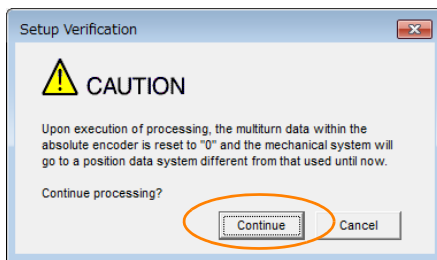 Setup Verification
CAUTION
Upon execution of processing, the multiturn data within the
absolute encoder is reset to "0" and the mechanical system will
go to a position data system different from that used until now.
Continue processing?
Continue
Cancel